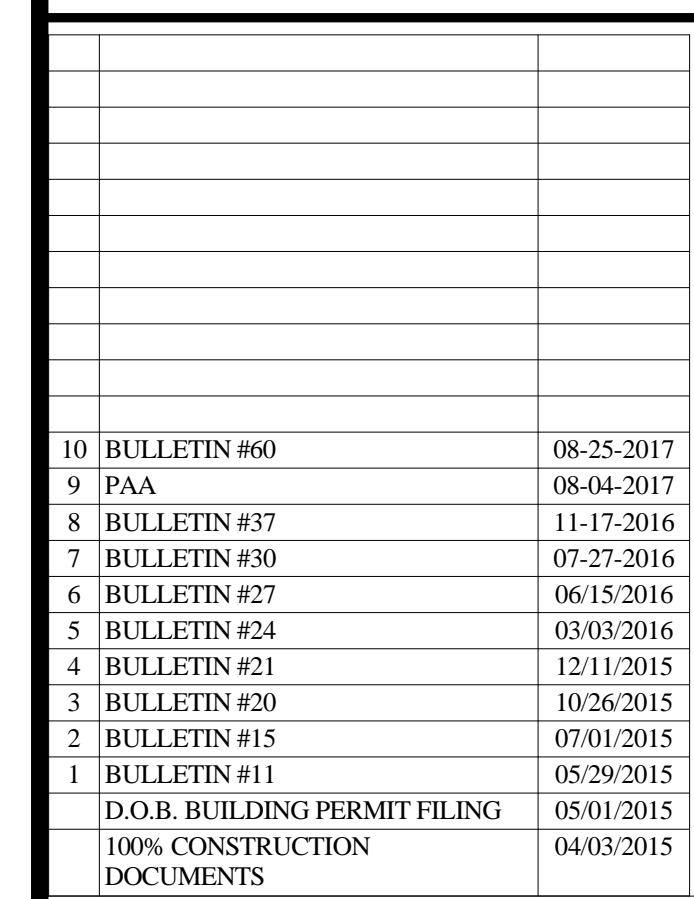 10 BULLETIN #60 08-25-2017
9 PAA 08-04-2017
8 BULLETIN #37 11-17-2016
7 BULLETIN #30 07-27-2016
6 BULLETIN #27 06/15/2016
5 BULLETIN #24 03/03/2016
4 BULLETIN #21 12/11/2015
3 BULLETIN #20 10/26/2015
2 BULLETIN #15 07/01/2015
1 BULLETIN #11 05/29/2015
D.O.B. BUILDING PERMIT FILING 05/01/2015
100% CONSTRUCTION 04/03/2015
DOCUMENTS